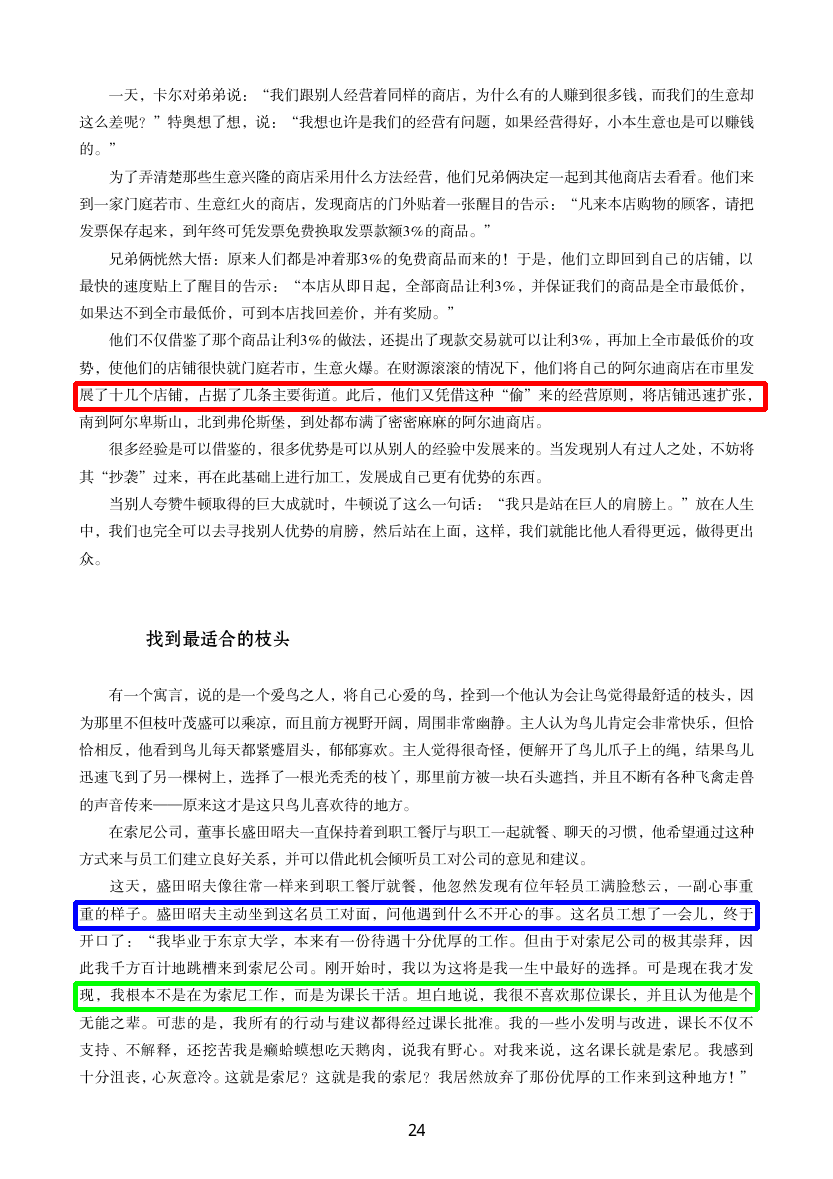 一天，卡尔对弟弟说：“我们跟别人经营着同样的商店，为什么有的人赚到很多钱，而我们的生意却
这么差呢？”特奥想了想，说：“我想也许是我们的经营有问题，如果经营得好，小本生意也是可以赚钱
的。”
为了弄清楚那些生意兴隆的商店采用什么方法经营，他们兄弟俩决定一起到其他商店去看看。他们来
到一家门庭若市、生意红火的商店，发现商店的门外贴着一张醒目的告示：“凡来本店购物的顾客，请把
发票保存起来，到年终可凭发票免费换取发票款额3%的商品。”
兄弟俩恍然大悟：原来人们都是冲着那3%的免费商品而来的！于是，他们立即回到自己的店铺，以
最快的速度贴上了醒目的告示：“本店从即日起，全部商品让利3%，并保证我们的商品是全市最低价，
如果达不到全市最低价，可到本店找回差价，并有奖励。”
他们不仅借鉴了那个商品让利3%的做法，还提出了现款交易就可以让利3%，再加上全市最低价的攻
势，使他们的店铺很快就门庭若市，生意火爆。在财源滚滚的情况下，他们将自己的阿尔迪商店在市里发
展了十几个店铺，占据了几条主要街道。此后，他们又凭借这种“偷”来的经营原则，将店铺迅速扩张，
南到阿尔卑斯山，北到弗伦斯堡，到处都布满了密密麻麻的阿尔迪商店。
很多经验是可以借鉴的，很多优势是可以从别人的经验中发展来的。当发现别人有过人之处，不妨将
其“抄袭”过来，再在此基础上进行加工，发展成自己更有优势的东西。
当别人夸赞牛顿取得的巨大成就时，牛顿说了这么一句话：“我只是站在巨人的肩膀上。”放在人生
中，我们也完全可以去寻找别人优势的肩膀，然后站在上面，这样，我们就能比他人看得更远，做得更出
众。
找到最适合的枝头
有一个寓言，说的是一个爱鸟之人，将自己心爱的鸟，拴到一个他认为会让鸟觉得最舒适的枝头，因
为那里不但枝叶茂盛可以乘凉，而且前方视野开阔，周围非常幽静。主人认为鸟儿肯定会非常快乐，但恰
恰相反，他看到鸟儿每天都紧蹙眉头，郁郁寡欢。主人觉得很奇怪，便解开了鸟儿爪子上的绳，结果鸟儿
迅速飞到了另一棵树上，选择了一根光秃秃的枝丫，那里前方被一块石头遮挡，并且不断有各种飞禽走兽
的声音传来——原来这才是这只鸟儿喜欢待的地方。
在索尼公司，董事长盛田昭夫一直保持着到职工餐厅与职工一起就餐、聊天的习惯，他希望通过这种
方式来与员工们建立良好关系，并可以借此机会倾听员工对公司的意见和建议。
这天，盛田昭夫像往常一样来到职工餐厅就餐，他忽然发现有位年轻员工满脸愁云，一副心事重
重的样子。盛田昭夫主动坐到这名员工对面，问他遇到什么不开心的事。这名员工想了一会儿，终于
开口了：“我毕业于东京大学，本来有一份待遇十分优厚的工作。但由于对索尼公司的极其崇拜，因
此我千方百计地跳槽来到索尼公司。刚开始时，我以为这将是我一生中最好的选择。可是现在我才发
现，我根本不是在为索尼工作，而是为课长干活。坦白地说，我很不喜欢那位课长，并且认为他是个
无能之辈。可悲的是，我所有的行动与建议都得经过课长批准。我的一些小发明与改进，课长不仅不
支持、不解释，还挖苦我是癞蛤蟆想吃天鹅肉，说我有野心。对我来说，这名课长就是索尼。我感到
十分沮丧，心灰意冷。这就是索尼？这就是我的索尼？我居然放弃了那份优厚的工作来到这种地方！”
24